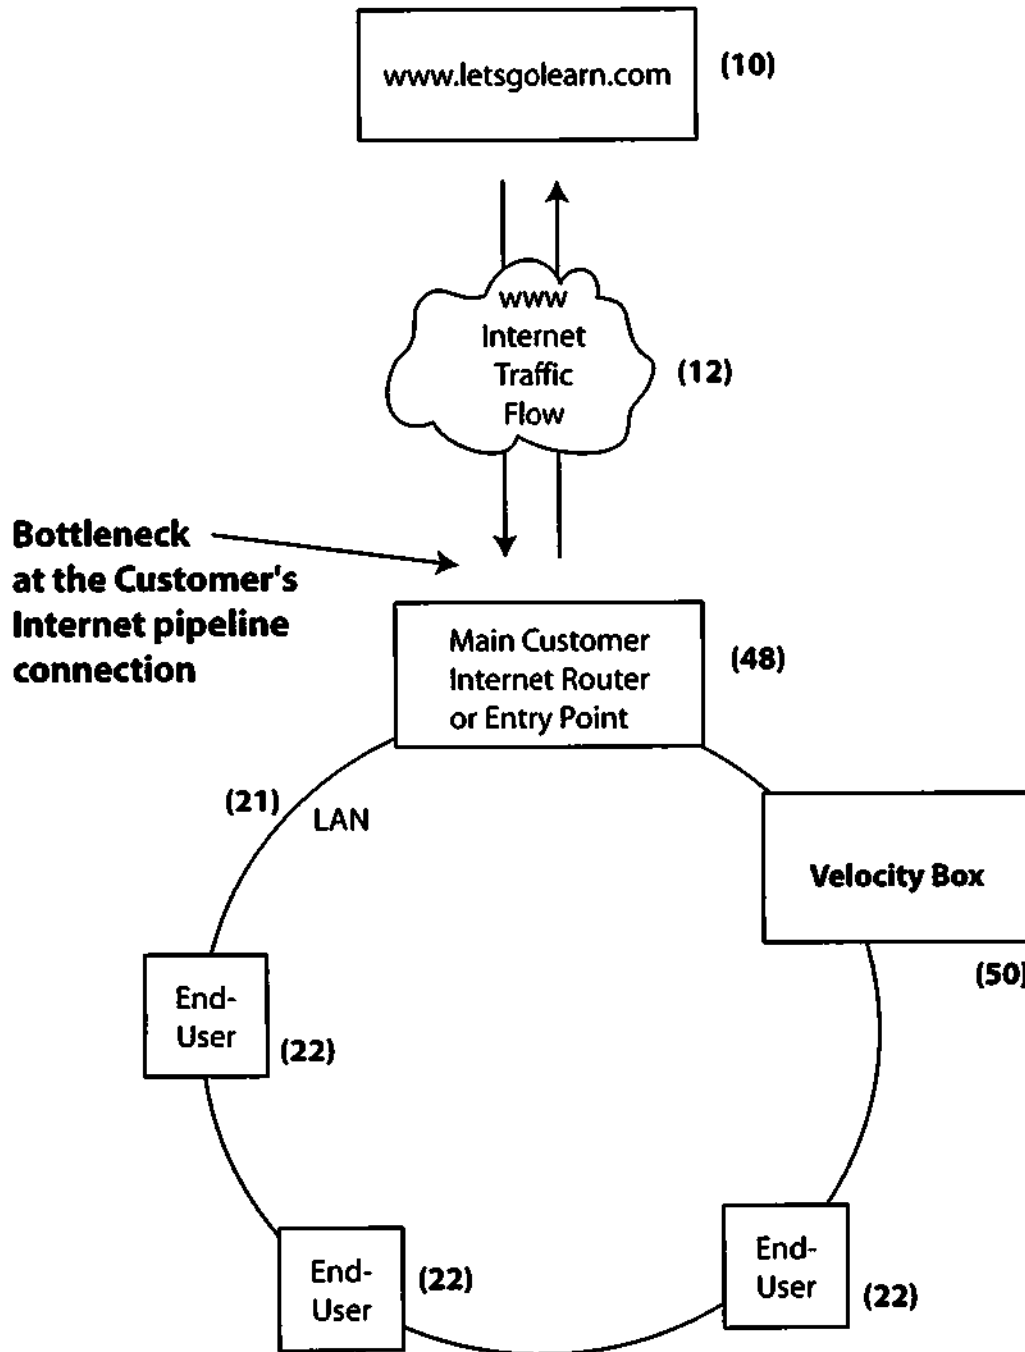 www.letsgolearn.com
(10)
www
Internet
Traffic
Flow
(12)
Bottleneck
at the Customer's
Internet pipeline
connection
Main Customer
Internet Router
or Entry Point
(48)
(21)
LAN
Velocity Box
(50)
End-
User
(22)
End-
User
(22)
End-
User
(22)